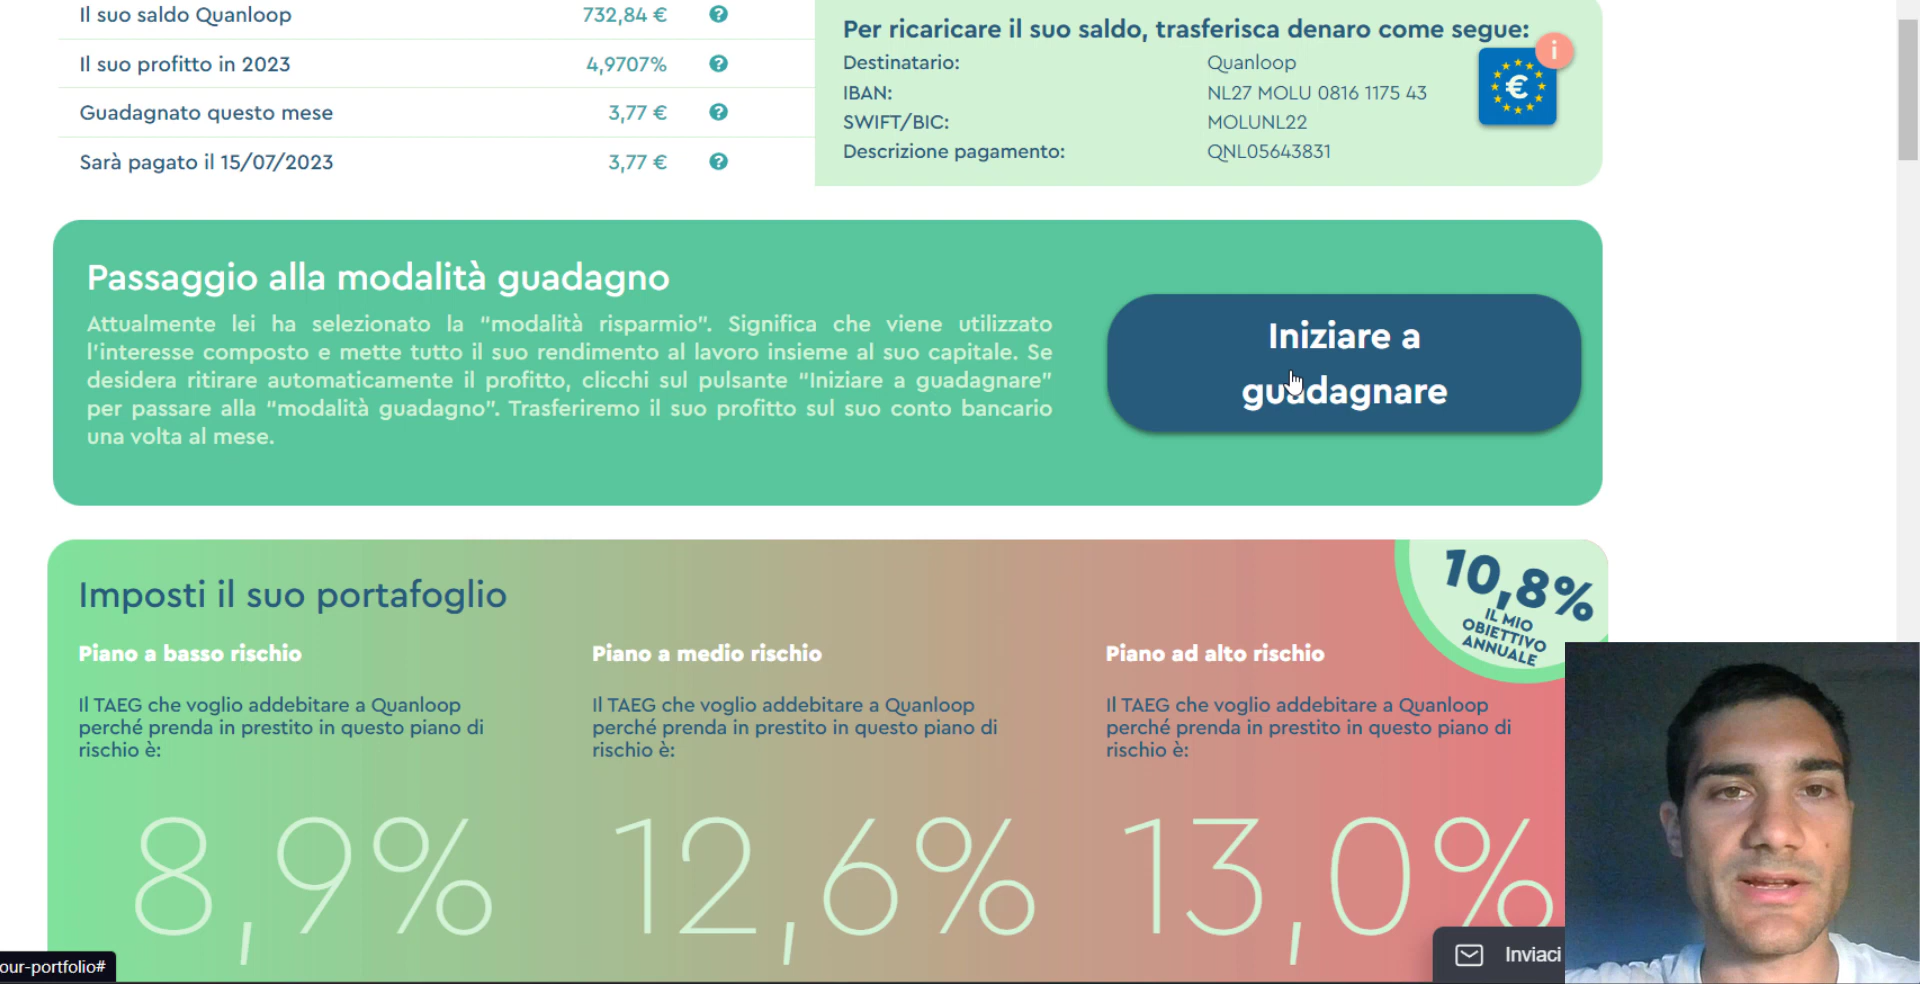 Il suo saldo Quanloop 732,84 €
Il suo profitto in 2023 4,9707%
Guadagnato questo mese 3,77 €
Sarà pagato il 15/07/2023 3,77 €
Per ricaricare il suo saldo, trasferisca denaro come segue:
Destinatario: Quanloop
IBAN: NL27 MOLU 0816 1175 43
SWIFT/BIC: MOLUNL22
Descrizione pagamento: QNL05643831
Passaggio alla modalità guadagno
Attualmente lei ha selezionato la “modalità risparmio”. Significa che viene utilizzato
l'interesse composto e mette tutto il suo rendimento al lavoro insieme al suo capitale. Se
desidera ritirare automaticamente il profitto, clicchi sul pulsante “Iniziare a guadagnare”
per passare alla “modalità guadagno”. Trasferiremo il suo profitto sul suo conto bancario
una volta al mese.
Iniziare a
guadagnare
Imposti il suo portafoglio
10,8%
IL MIO
OBIETTIVO
ANNUALE
Piano a basso rischio
Il TAEG che voglio addebitare a Quanloop
perché prenda in prestito in questo piano di
rischio è:
8,9%
Piano a medio rischio
Il TAEG che voglio addebitare a Quanloop
perché prenda in prestito in questo piano di
rischio è:
12,6%
Piano ad alto rischio
Il TAEG che voglio addebitare a Quanloop
perché prenda in prestito in questo piano di
rischio è:
13,0%
our-portfolio#
Inviaci